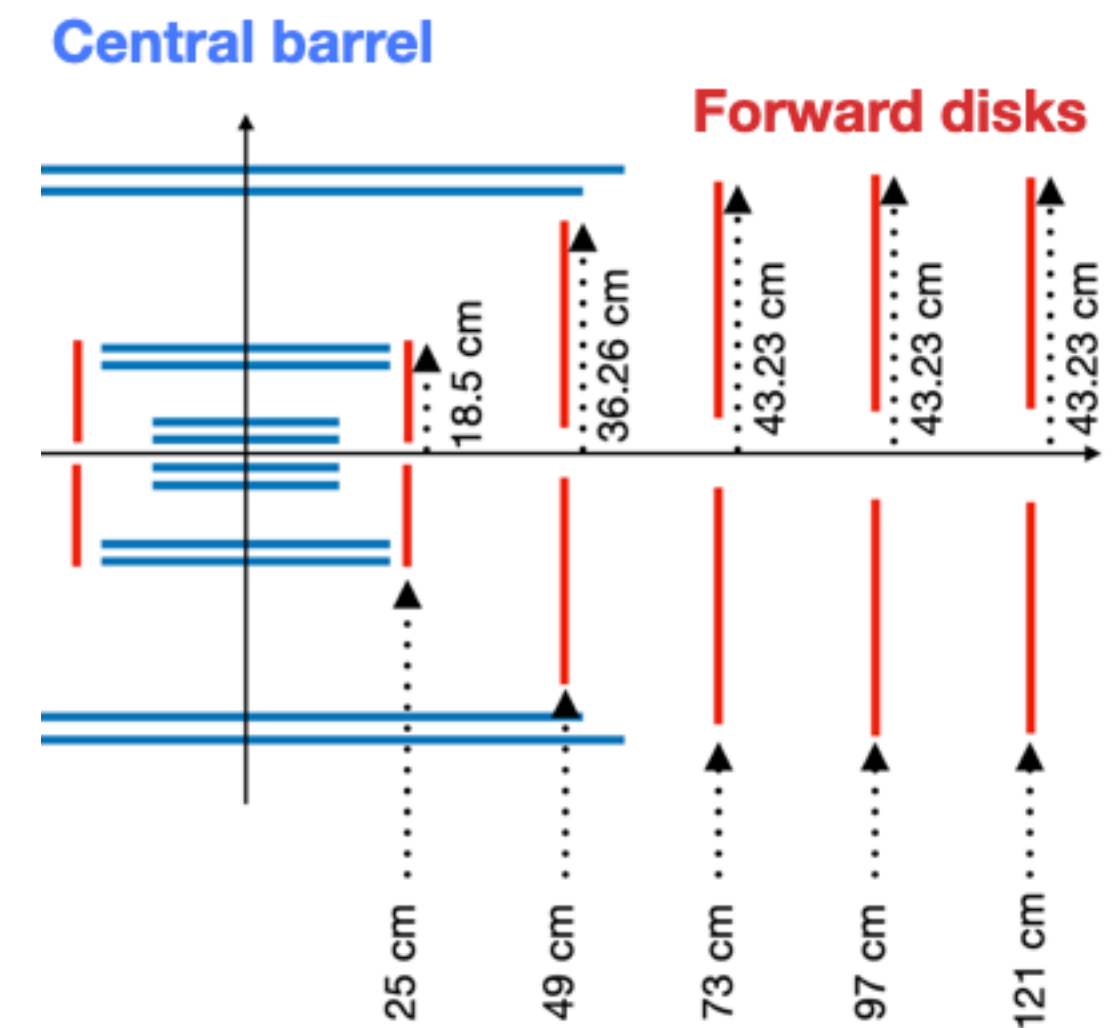 Central barrel
Forward disks
18.5 cm
36.26 cm
43.23 cm
43.23 cm
43.23 cm
25 cm
49 cm
73 cm
97 cm
121 cm